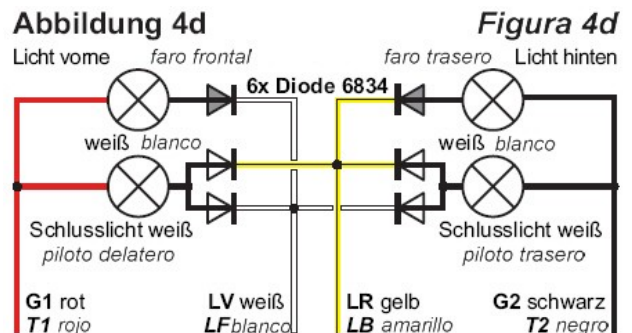 Abbildung 4d Figura 4d
Licht vorne faro frontal faro trasero Licht hinten
6x Diode 6834
weiß blanco weiß blanco
Schlusslicht weiß Schlusslicht weiß
piloto delatero piloto trasero
G1 rot LV weiß LR gelb G2 schwarz
T1 rojo LF blanco LB amarillo T2 negro